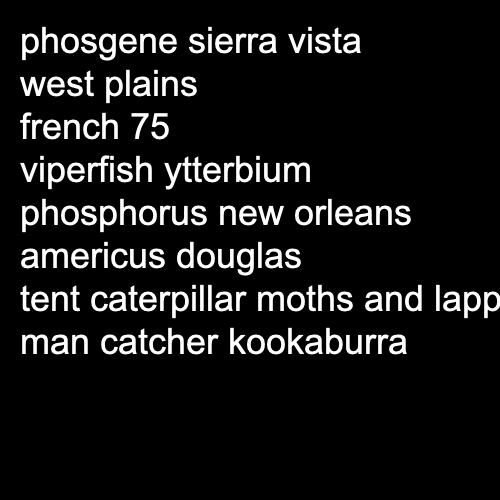 phosgene sierra vista
west plains
french 75
viperfish ytterbium
phosphorus new orleans
americus douglas
tent caterpillar moths and lapp
man catcher kookaburra